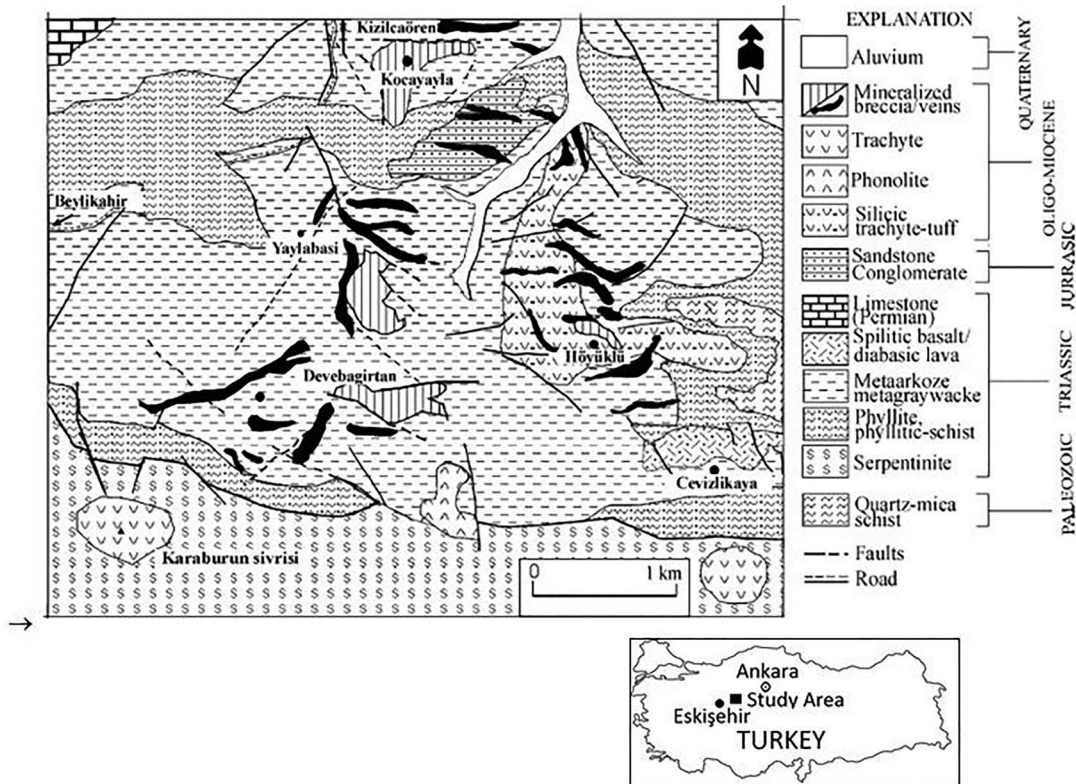 Kizilcaören
Kocayayla
N
Beylikahir
Yaylabasi
Höyüklü
Devebagirtan
Cevizlikaya
Karaburun sivrisi
0 1 km
EXPLANATION
Aluvium
Mineralized
breccia/veins
Trachyte
Phonolite
Silicic
trachyte-tuff
Sandstone
Conglomerate
Limestone
(Permian)
Spilitic basalt/
diabasic lava
Metaarkoze
metagraywacke
Phyllite,
phyllitic-schist
Serpentinite
Quartz-mica
schist
Faults
Road
QUATERNARY
OLIGO-MIOCENE
JURRASIC
TRIASSIC
PALEOZOIC
Ankara
Study Area
Eskişehir
TURKEY